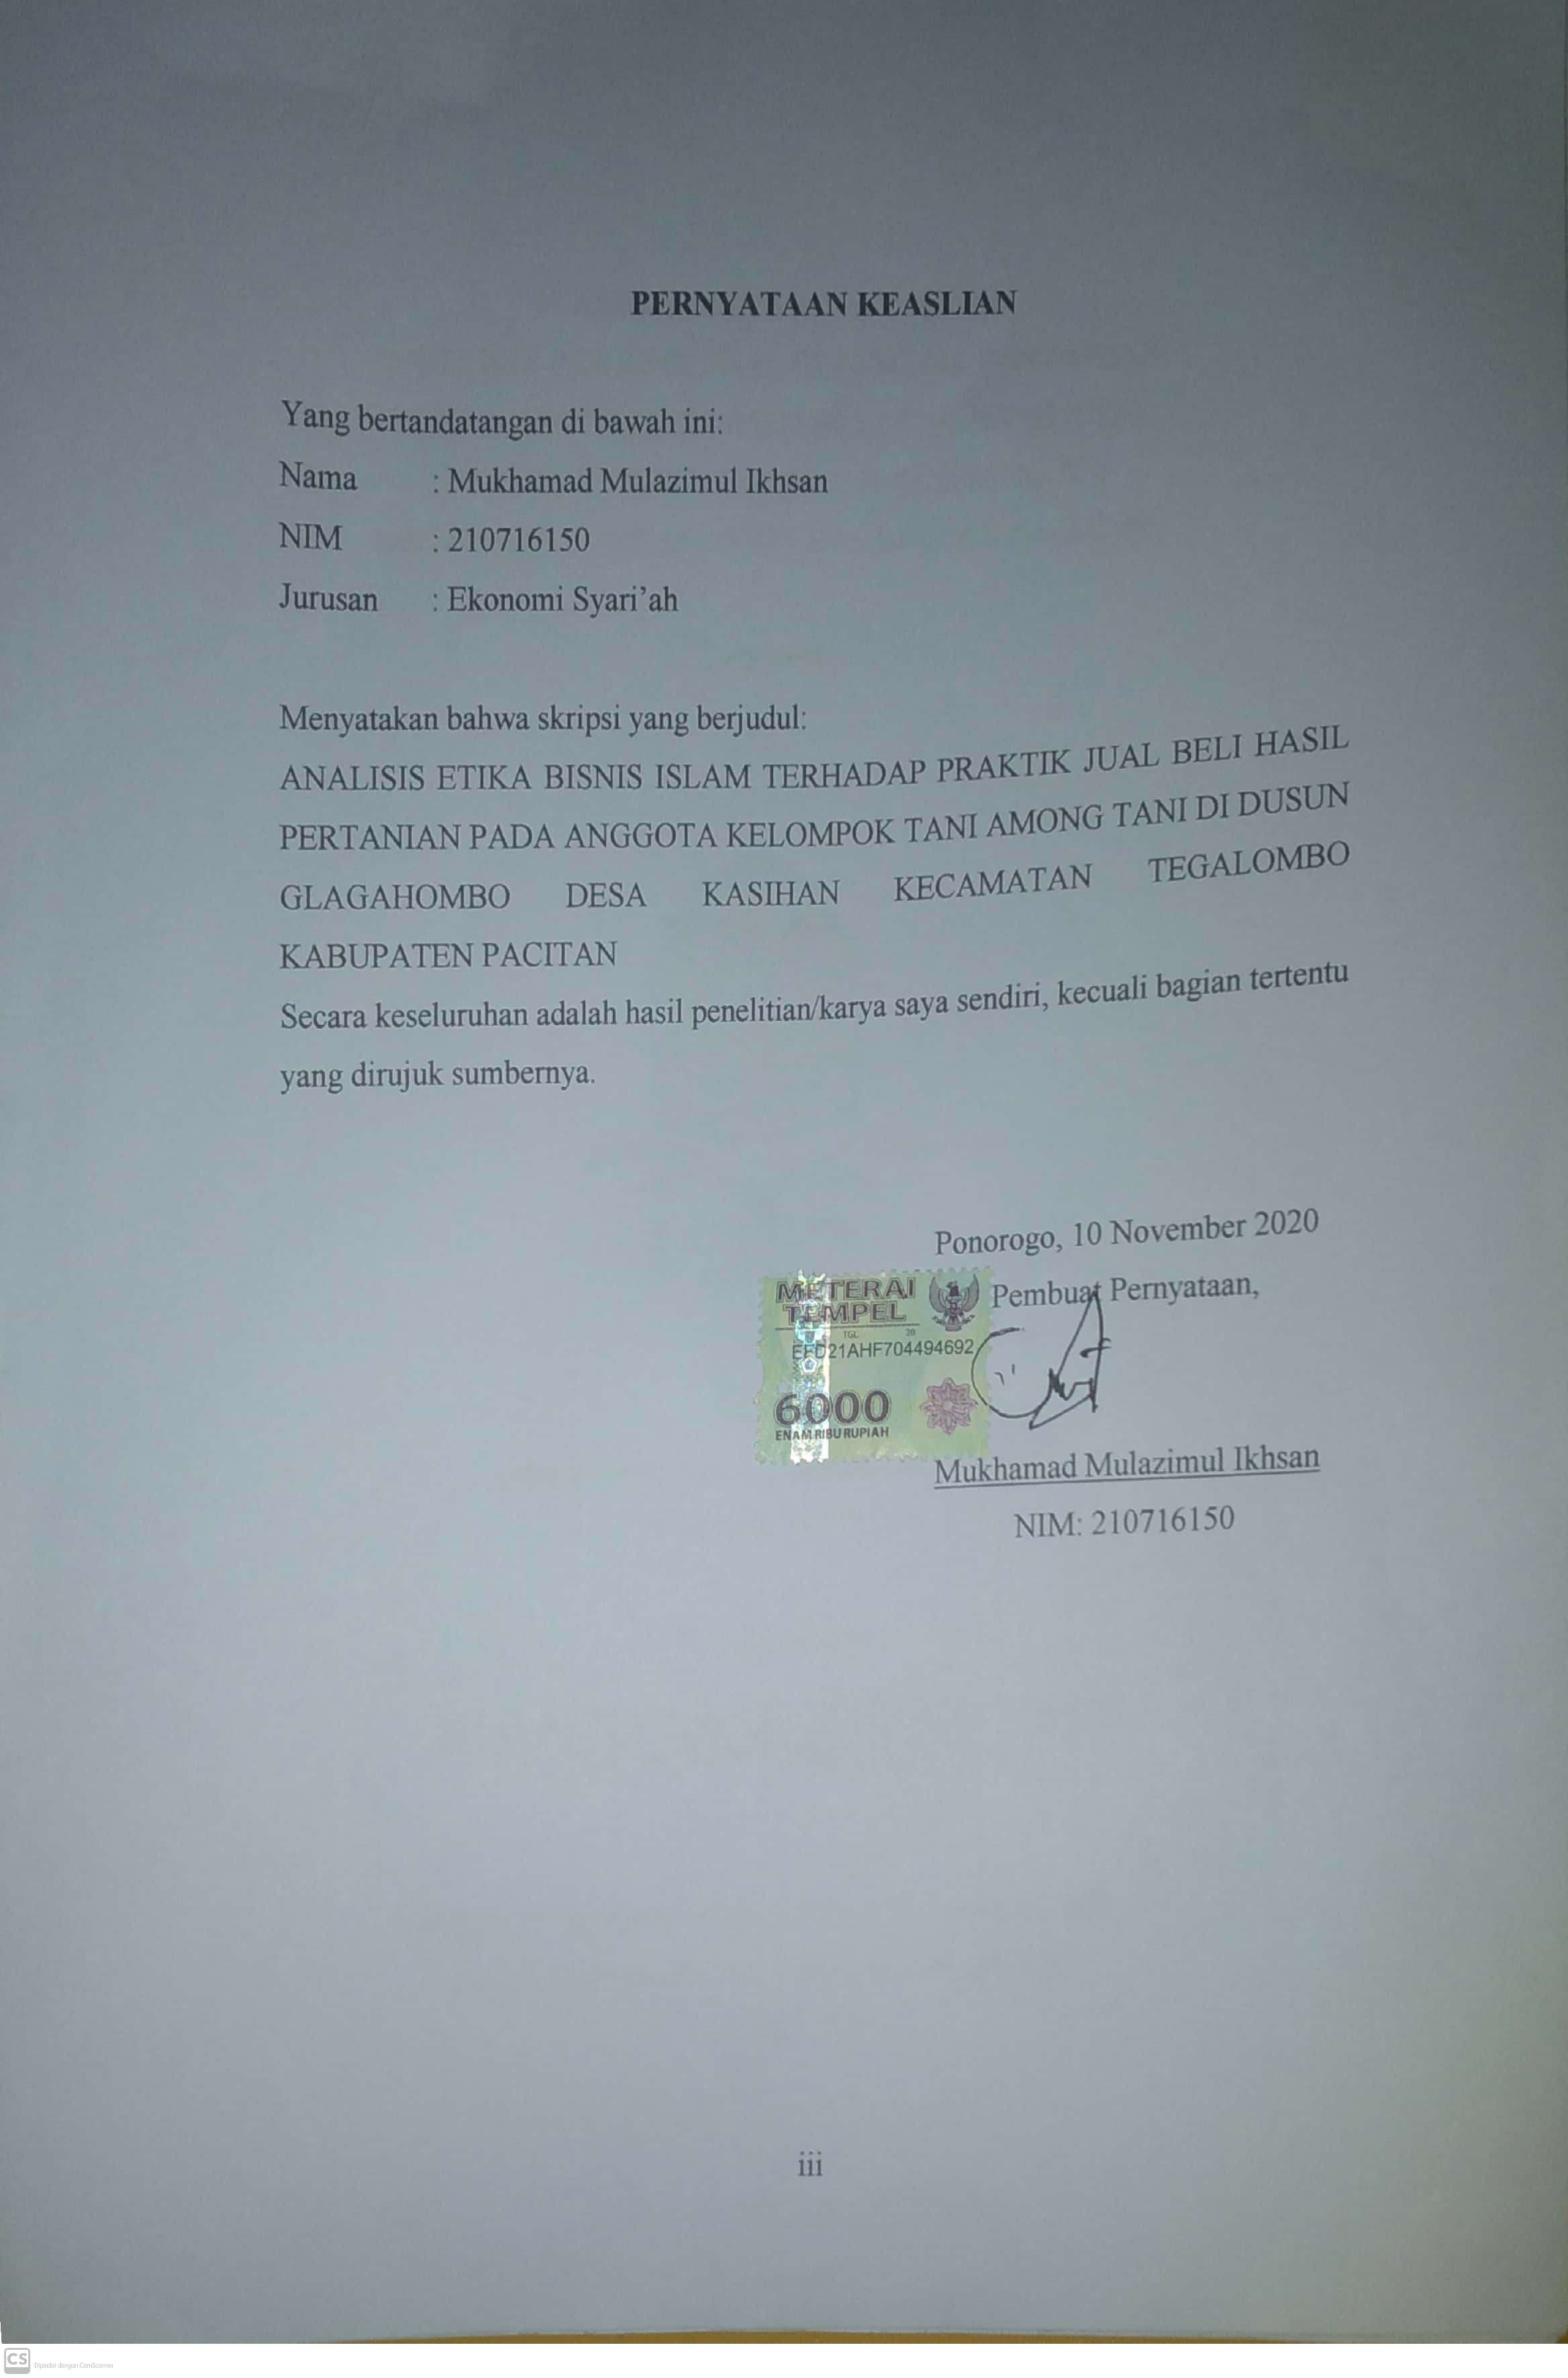 PERNYATAAN KEASLIAN
Yang bertandatangan di bawah ini:
Nama : Mukhamad Mulazimul Ikhsan
NIM : 210716150
Jurusan : Ekonomi Syari’ah
Menyatakan bahwa skripsi yang berjudul:
ANALISIS ETIKA BISNIS ISLAM TERHADAP PRAKTIK JUAL BELI HASIL
PERTANIAN PADA ANGGOTA KELOMPOK TANI AMONG TANI DI DUSUN
GLAGAHOMBO DESA KASIHAN KECAMATAN TEGALOMBO
KABUPATEN PACITAN
Secara keseluruhan adalah hasil penelitian/karya saya sendiri, kecuali bagian tertentu
yang dirujuk sumbernya.
Ponorogo, 10 November 2020
Pembuat Pernyataan,
METERAI
TEMPEL
TGL 20
EFD21AHF704494692
6000
ENAM RIBU RUPIAH
Mukhamad Mulazimul Ikhsan
NIM: 210716150
iii
CS Dipindai dengan CamScanner